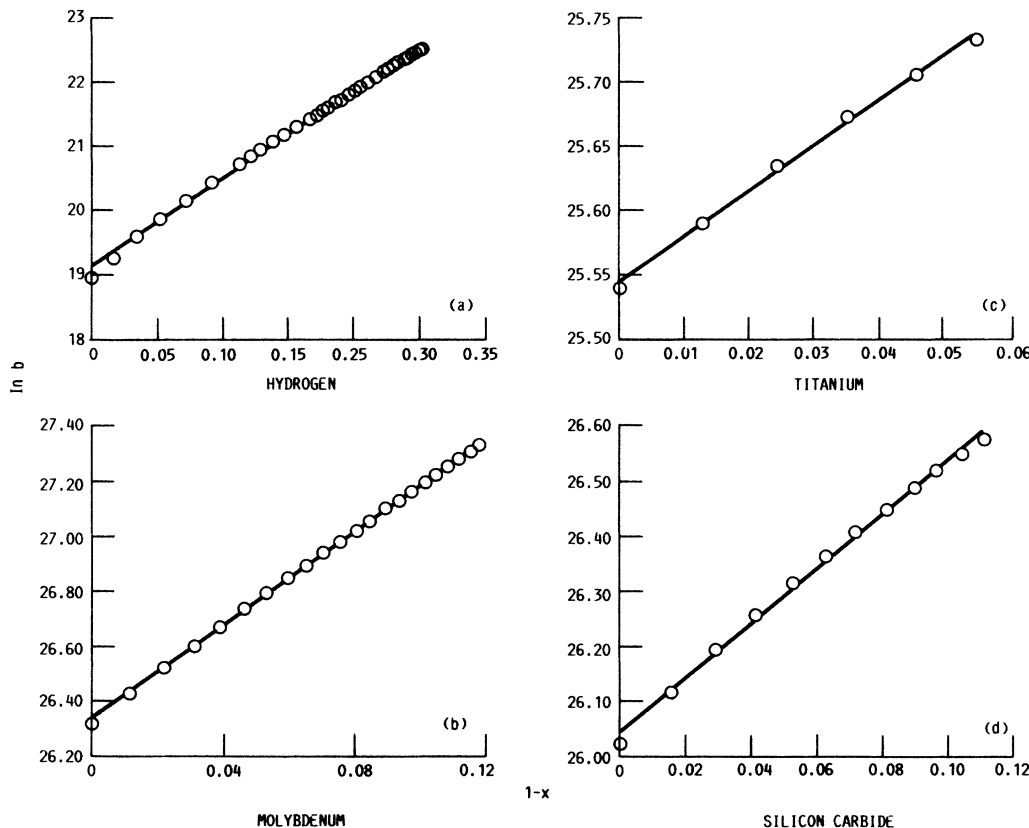 23
22
21
20
19
18
0 0.05 0.10 0.15 0.25 0.25 0.30 0.35
(a)
HYDROGEN
25.75
25.70
25.65
25.60
25.55
25.50
0 0.01 0.02 0.03 0.04 0.05 0.06
(c)
TITANIUM
ln b
27.40
27.20
27.00
26.80
26.60
26.40
26.20
0 0.04 0.08 0.12
(b)
MOLYBDENUM
26.60
26.50
26.40
26.30
26.20
26.10
26.00
0 0.02 0.04 0.06 0.08 0.10 0.12
(d)
SILICON CARBIDE
1-x